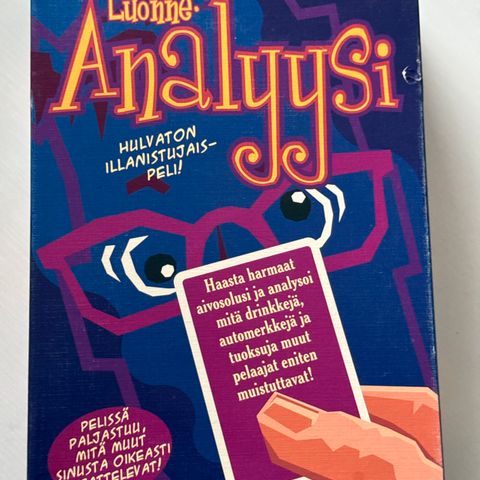 Luonne.
Analyysi
HULVATON
ILLANISTUJAIS-
PELI!
Haasta harmaat
aivosolusi ja analysoi
mitä drinkkejä,
automerkkejä ja
tuoksuja muut
pelaajat eniten
muistuttavat!
PELISSÄ
PALJASTUU,
MITÄ MUUT
SINUSTA OIKEASTI